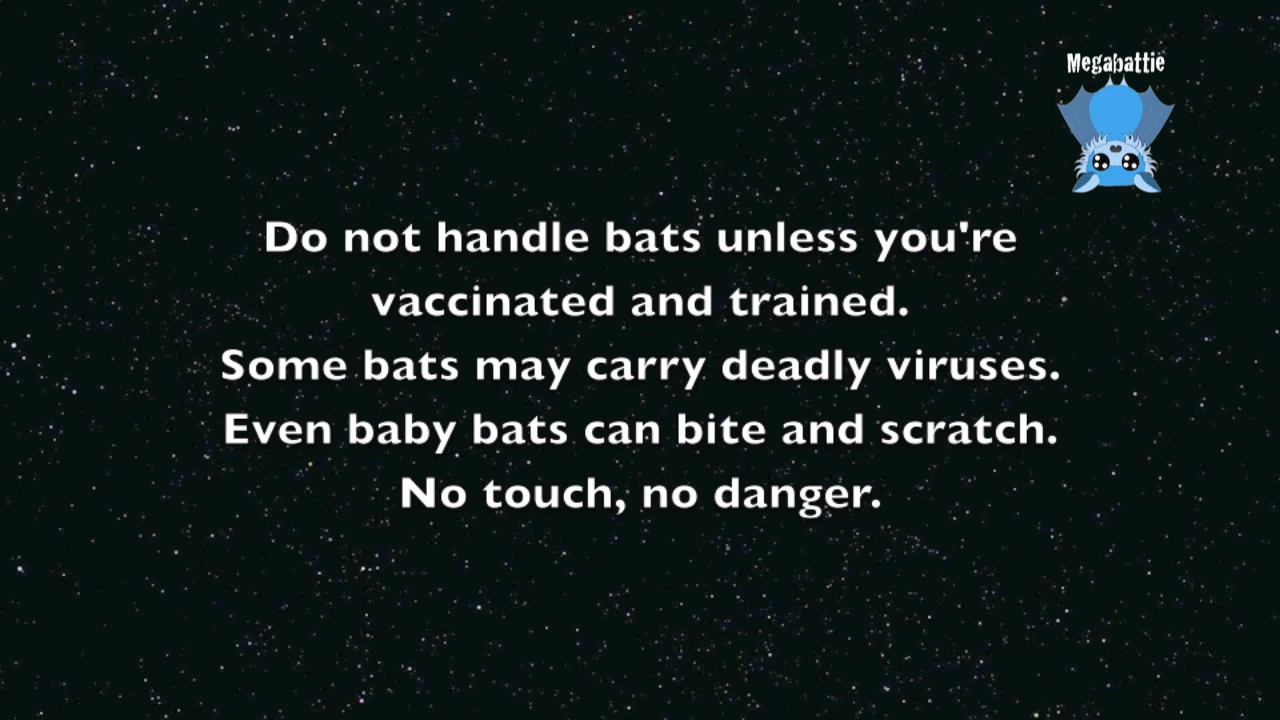 Megabattie
Do not handle bats unless you're
vaccinated and trained.
Some bats may carry deadly viruses.
Even baby bats can bite and scratch.
No touch, no danger.